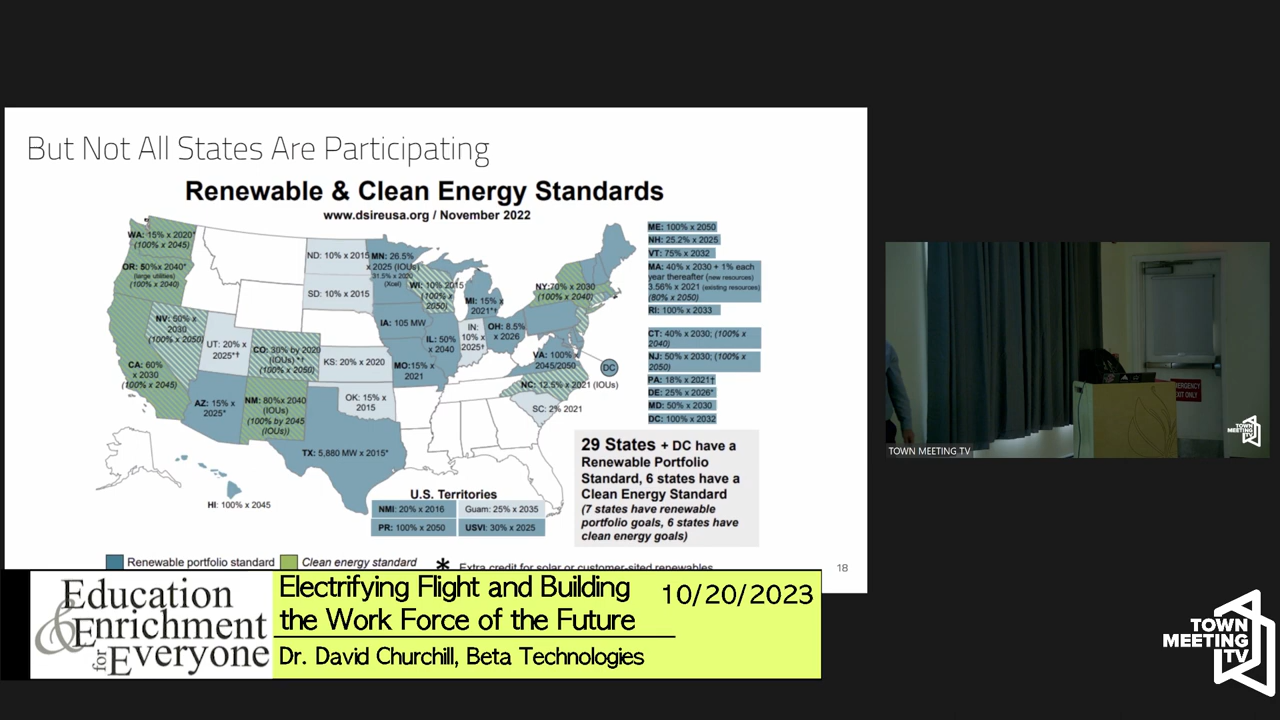 But Not All States Are Participating
Renewable & Clean Energy Standards
www.dsireusa.org / November 2022
WA: 15% x 2020*
(100% x 2045)
OR: 50%x 2040*
(large utilities)
(100% x 2040)
NV: 50% x
2030
(100% x 2050)
CA: 60%
x 2030
(100% x 2045)
UT: 20% x
2025*†
AZ: 15% x
2025*
CO: 30% by 2020
(IOUs) *†
(100% x 2050)
NM: 80%x 2040
(IOUs)
(100% by 2045
(IOUs))
ND: 10% x 2015
SD: 10% x 2015
KS: 20% x 2020
OK: 15% x
2015
TX: 5,880 MW x 2015*
HI: 100% x 2045
MN: 26.5%
x 2025 (IOUs)
31.5% x 2020
(Xcel)
IA: 105 MW
MO:15% x
2021
WI: 10% 2015
(100% x
2050)
IL: 50%
x 2040
MI: 15% x
2021*†
IN:
10% x
2025†
OH: 8.5%
x 2026
NY:70% x 2030
(100% x 2040)
VA: 100%
2045/2050
NC: 12.5% x 2021 (IOUs)
SC: 2% 2021
DC
ME: 100% x 2050
NH: 25.2% x 2025
VT: 75% x 2032
MA: 40% x 2030 + 1% each
year thereafter (new resources)
3.56% x 2021 (existing resources)
(80% x 2050)
RI: 100% x 2033
CT: 40% x 2030; (100% x
2040)
NJ: 50% x 2030; (100% x
2050)
PA: 18% x 2021†
DE: 25% x 2026*
MD: 50% x 2030
DC: 100% x 2032
29 States + DC have a
Renewable Portfolio
Standard, 6 states have a
Clean Energy Standard
(7 states have renewable
portfolio goals, 6 states have
clean energy goals)
U.S. Territories
NMI: 20% x 2016
Guam: 25% x 2035
PR: 100% x 2050
USVI: 30% x 2025
Renewable portfolio standard
Clean energy standard
* Extra credit for solar or customer-sited renewables
18
Education
& Enrichment
for Everyone
Electrifying Flight and Building
the Work Force of the Future
10/20/2023
Dr. David Churchill, Beta Technologies
EMERGENCY
EXIT ONLY
TOWN MEETING TV
TOWN
MEETING
TV
TOWN
MEETING
TV